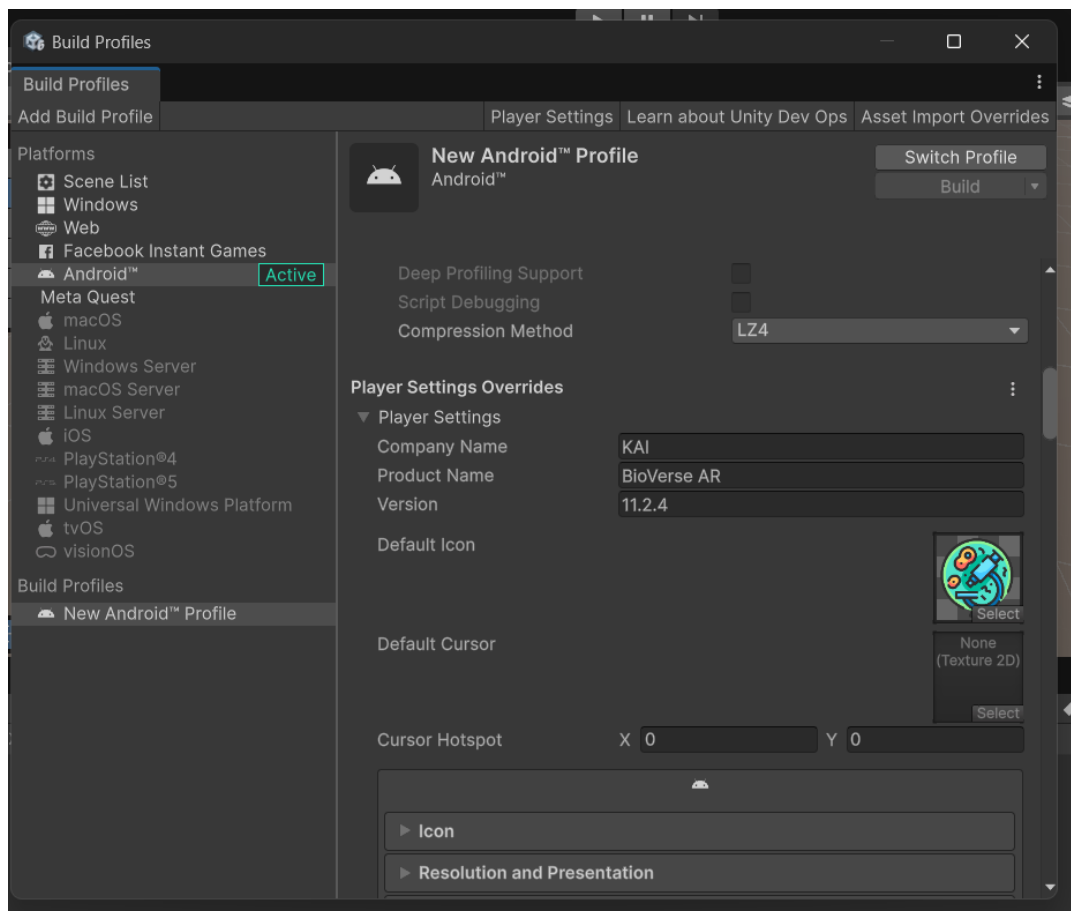 Build Profiles
Build Profiles
Add Build Profile
Player Settings
Learn about Unity Dev Ops
Asset Import Overrides
Platforms
Scene List
Windows
Web
Facebook Instant Games
Android™
Active
Meta Quest
macOS
Linux
Windows Server
macOS Server
Linux Server
iOS
PlayStation®4
PlayStation®5
Universal Windows Platform
tvOS
visionOS
Build Profiles
New Android™ Profile
New Android™ Profile
Android™
Switch Profile
Build
Deep Profiling Support
Script Debugging
Compression Method
LZ4
Player Settings Overrides
Player Settings
Company Name
KAI
Product Name
BioVerse AR
Version
11.2.4
Default Icon
Select
Default Cursor
None
(Texture 2D)
Select
Cursor Hotspot
X 0
Y 0
Icon
Resolution and Presentation